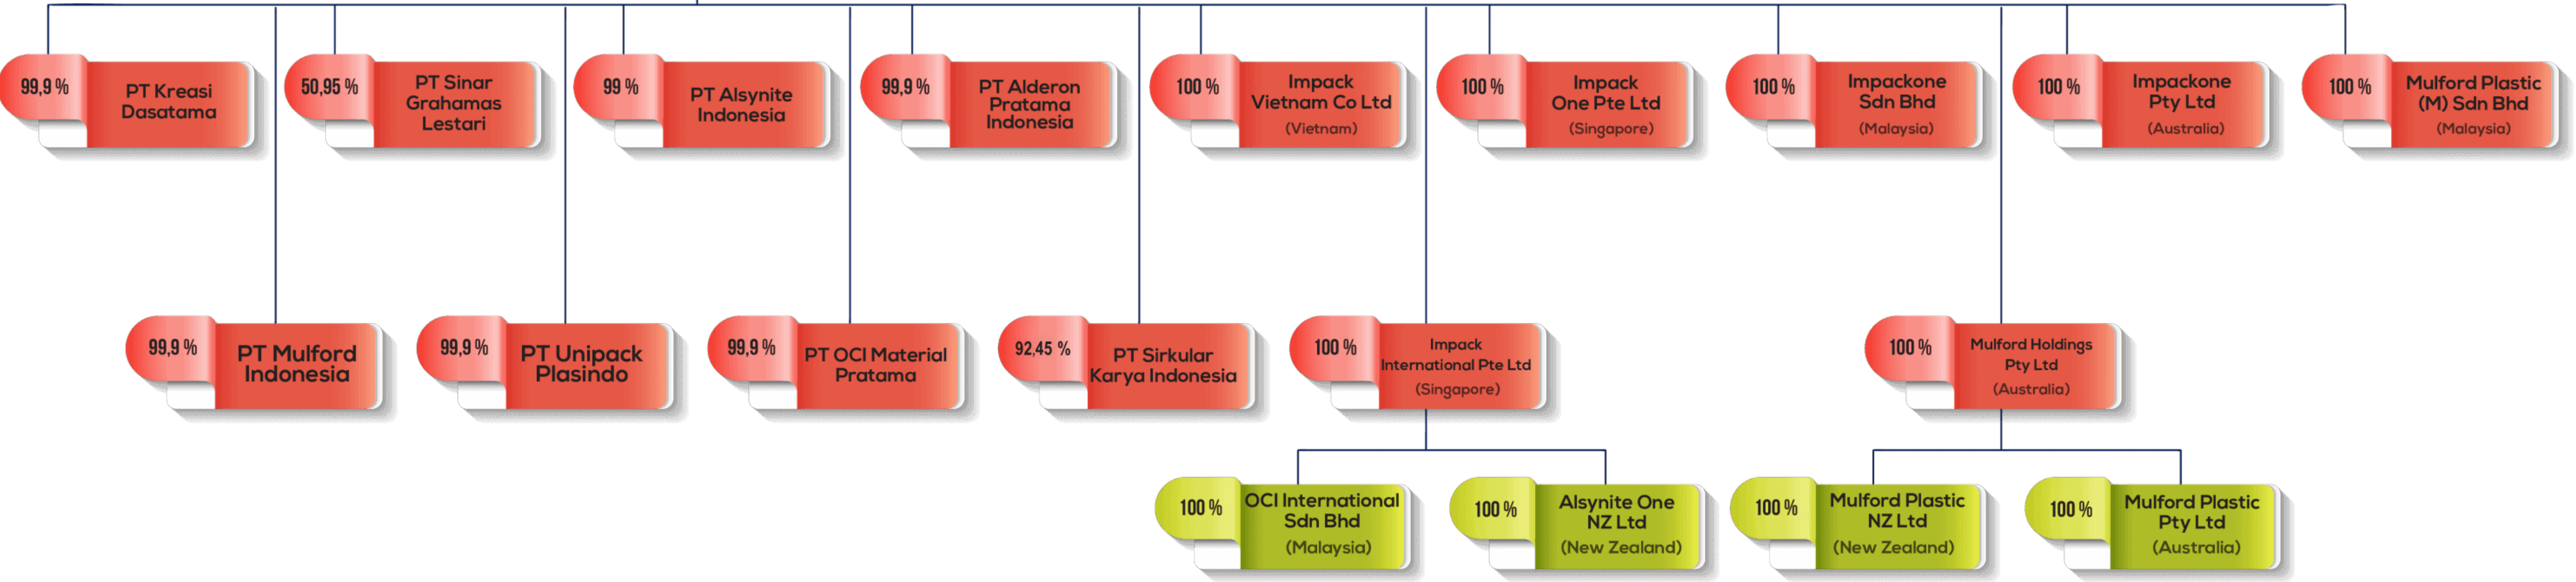 99,9 %
PT Kreasi
Dasatama
50,95 %
PT Sinar
Grahamas
Lestari
99 %
PT Alsynite
Indonesia
99,9 %
PT Alderon
Pratama
Indonesia
100 %
Impack
Vietnam Co Ltd
(Vietnam)
100 %
Impack
One Pte Ltd
(Singapore)
100 %
Impackone
Sdn Bhd
(Malaysia)
100 %
Impackone
Pty Ltd
(Australia)
100 %
Mulford Plastic
(M) Sdn Bhd
(Malaysia)
99,9 %
PT Mulford
Indonesia
99,9 %
PT Unipack
Plasindo
99,9 %
PT OCI Material
Pratama
92,45 %
PT Sirkular
Karya Indonesia
100 %
Impack
International Pte Ltd
(Singapore)
100 %
Mulford Holdings
Pty Ltd
(Australia)
100 %
OCI International
Sdn Bhd
(Malaysia)
100 %
Alsynite One
NZ Ltd
(New Zealand)
100 %
Mulford Plastic
NZ Ltd
(New Zealand)
100 %
Mulford Plastic
Pty Ltd
(Australia)